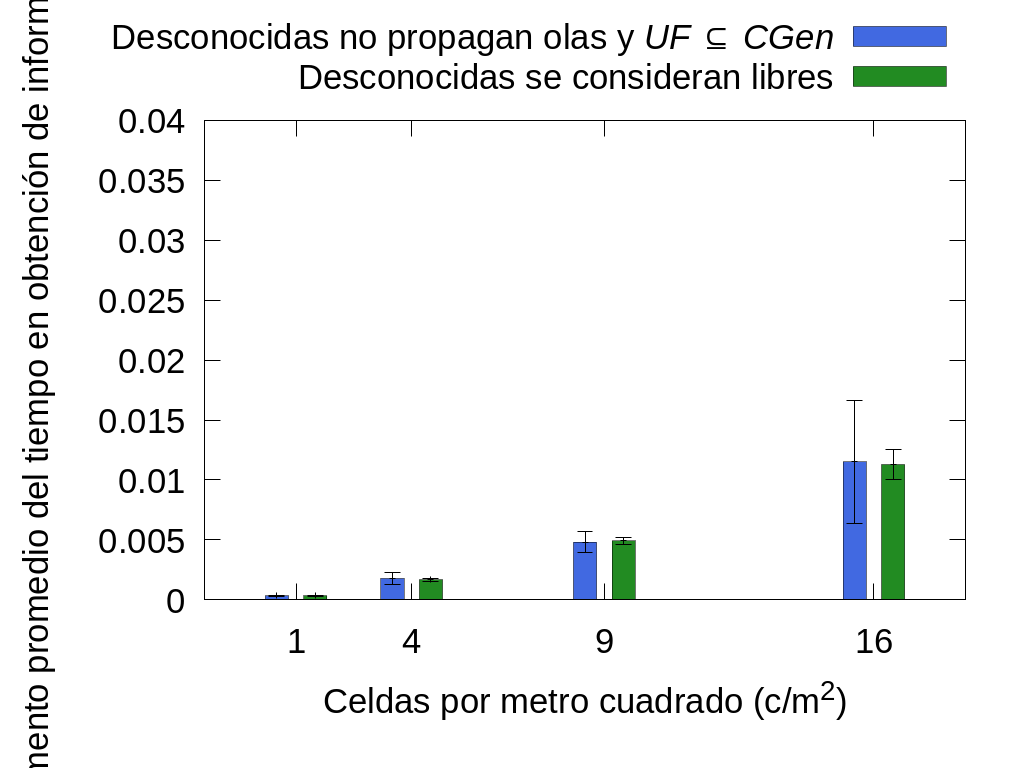 Desconocidas no propagan olas y UF ⊆ CGen
Desconocidas se consideran libres
promedio del tiempo en obtención de
0.04
0.035
0.03
0.025
0.02
0.015
0.01
0.005
0
1 4 9 16
Celdas por metro cuadrado (c/m²)